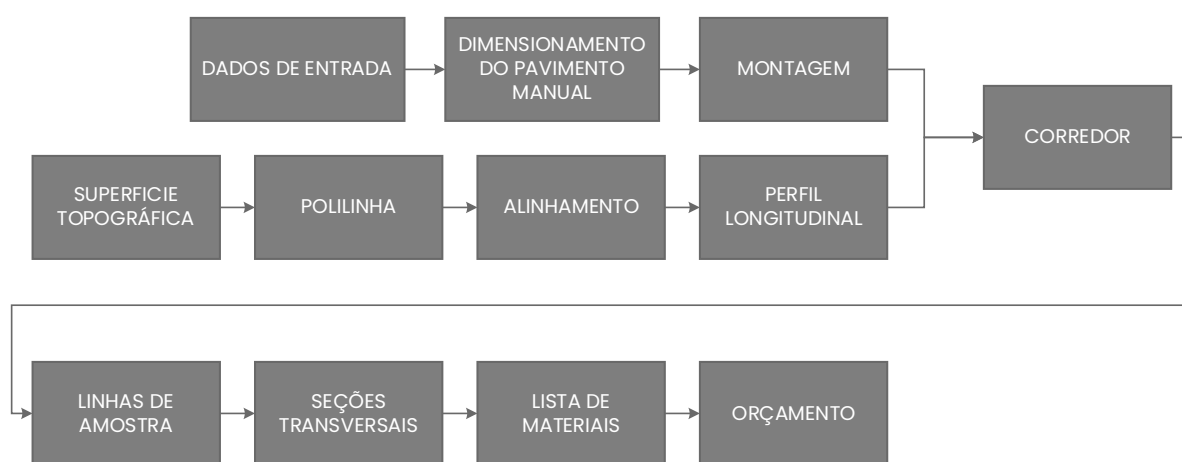 DADOS DE ENTRADA
DIMENSIONAMENTO
DO PAVIMENTO
MANUAL
MONTAGEM
CORREDOR
SUPERFICIE
TOPOGRÁFICA
POLILINHA
ALINHAMENTO
PERFIL
LONGITUDINAL
LINHAS DE
AMOSTRA
SEÇÕES
TRANSVERSAIS
LISTA DE
MATERIAIS
ORÇAMENTO